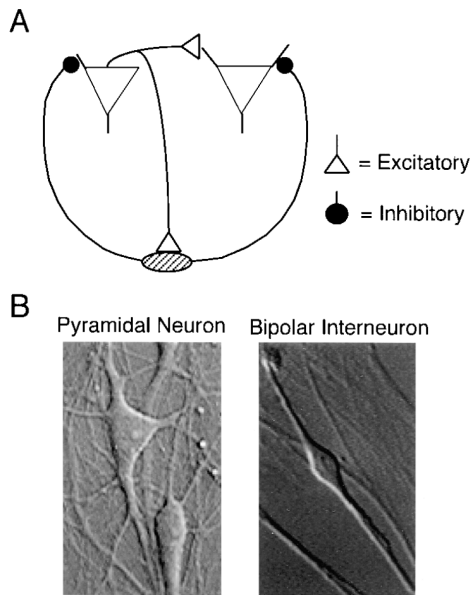 A
= Excitatory
= Inhibitory
B
Pyramidal Neuron
Bipolar Interneuron